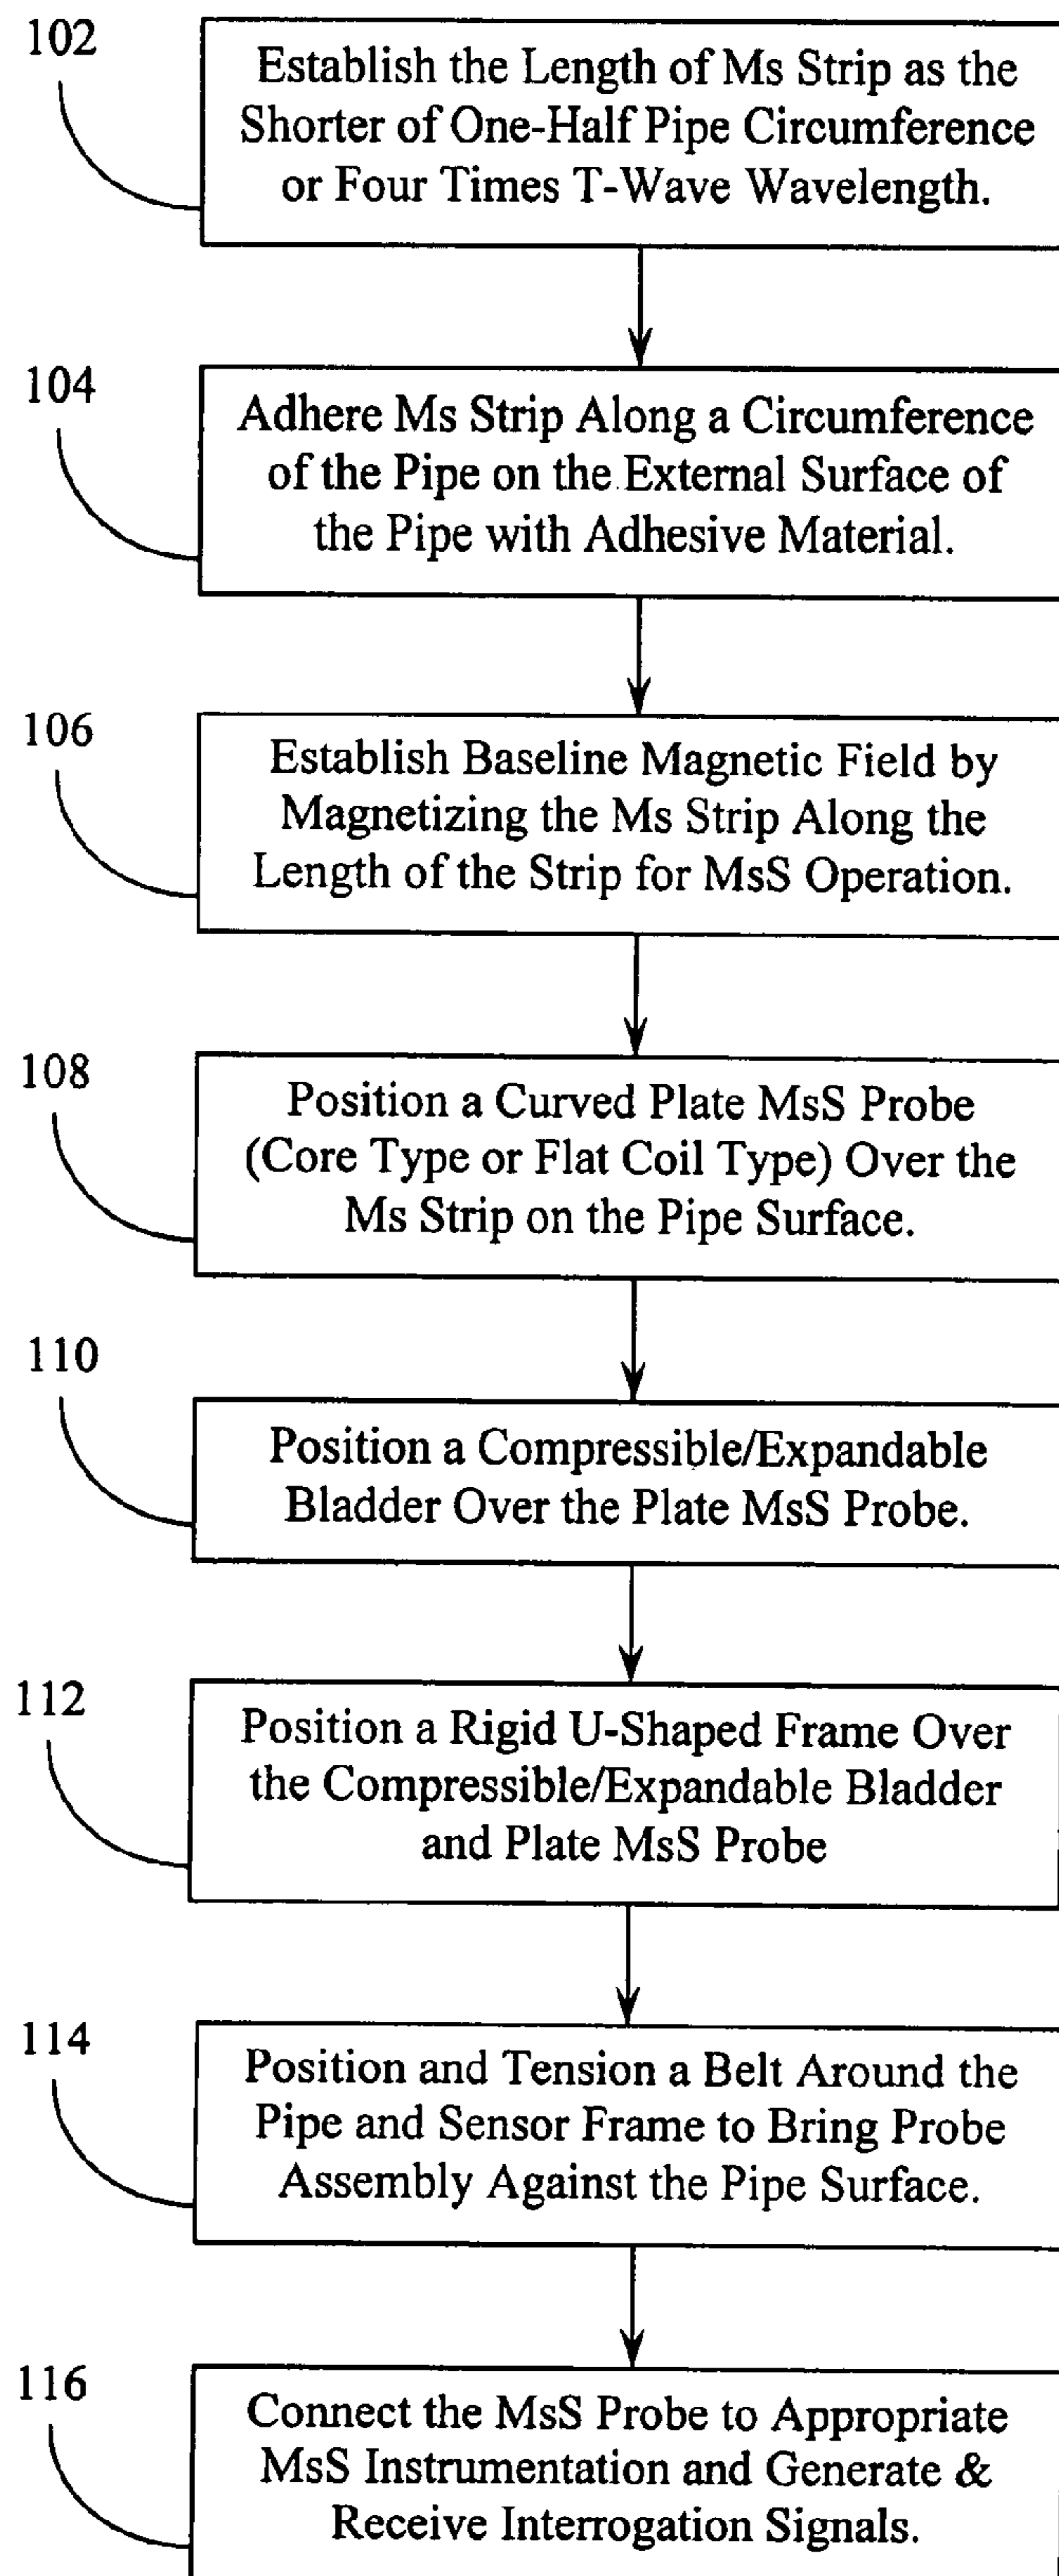 102
Establish the Length of Ms Strip as the
Shorter of One-Half Pipe Circumference
or Four Times T-Wave Wavelength.
104
Adhere Ms Strip Along a Circumference
of the Pipe on the External Surface of
the Pipe with Adhesive Material.
106
Establish Baseline Magnetic Field by
Magnetizing the Ms Strip Along the
Length of the Strip for MsS Operation.
108
Position a Curved Plate MsS Probe
(Core Type or Flat Coil Type) Over the
Ms Strip on the Pipe Surface.
110
Position a Compressible/Expandable
Bladder Over the Plate MsS Probe.
112
Position a Rigid U-Shaped Frame Over
the Compressible/Expandable Bladder
and Plate MsS Probe
114
Position and Tension a Belt Around the
Pipe and Sensor Frame to Bring Probe
Assembly Against the Pipe Surface.
116
Connect the MsS Probe to Appropriate
MsS Instrumentation and Generate &
Receive Interrogation Signals.